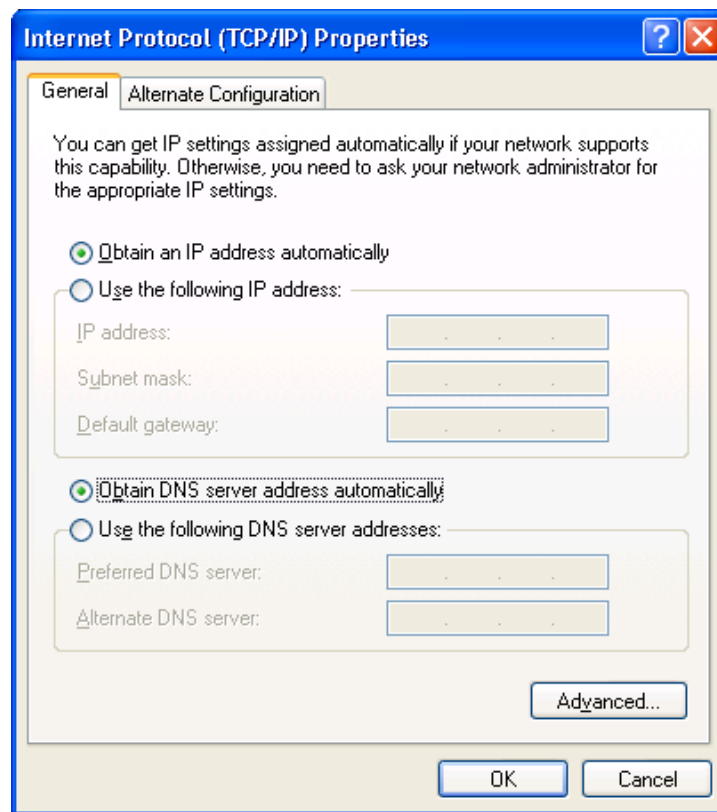 Internet Protocol (TCP/IP) Properties
General
Alternate Configuration
You can get IP settings assigned automatically if your network supports
this capability. Otherwise, you need to ask your network administrator for
the appropriate IP settings.
Obtain an IP address automatically
Use the following IP address:
IP address:
Subnet mask:
Default gateway:
Obtain DNS server address automatically
Use the following DNS server addresses:
Preferred DNS server:
Alternate DNS server:
Advanced...
OK
Cancel